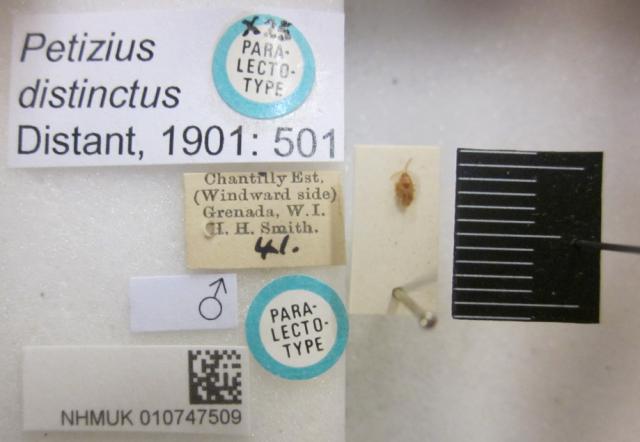 Petizius
distinctus
Distant, 1901: 501
X 25
PARA-
LECTO-
TYPE
Chantilly Est.
(Windward side)
Grenada, W.I.
H. H. Smith.
41.
♂
PARA-
LECTO-
TYPE
NHMUK 010747509